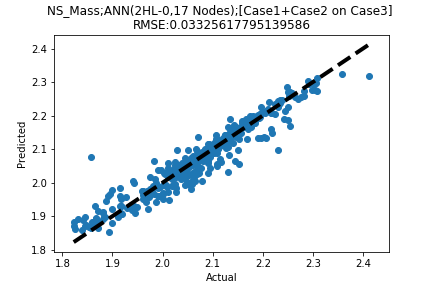 NS_Mass;ANN(2HL-0,17 Nodes);[Case1+Case2 on Case3]
RMSE:0.03325617795139586
2.4
2.3
2.2
2.1
2.0
1.9
1.8
Predicted
1.8 1.9 2.0 2.1 2.2 2.3 2.4
Actual